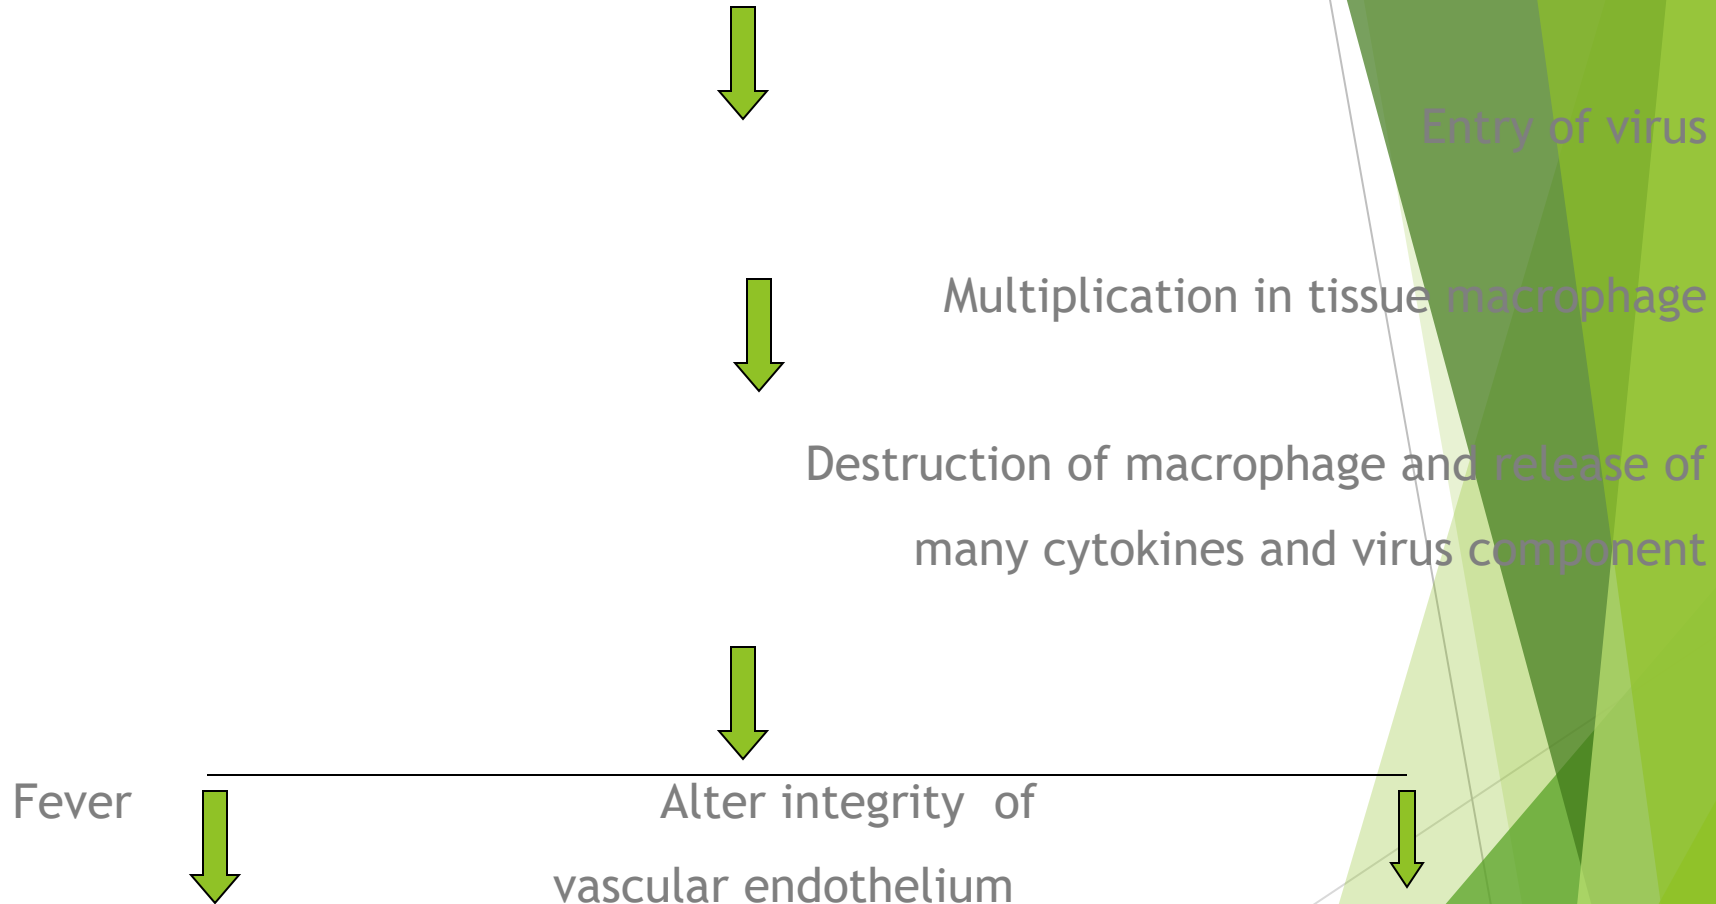 Entry of virus
Multiplication in tissue macrophage
Destruction of macrophage and release of
many cytokines and virus component
Fever Alter integrity of
vascular endothelium